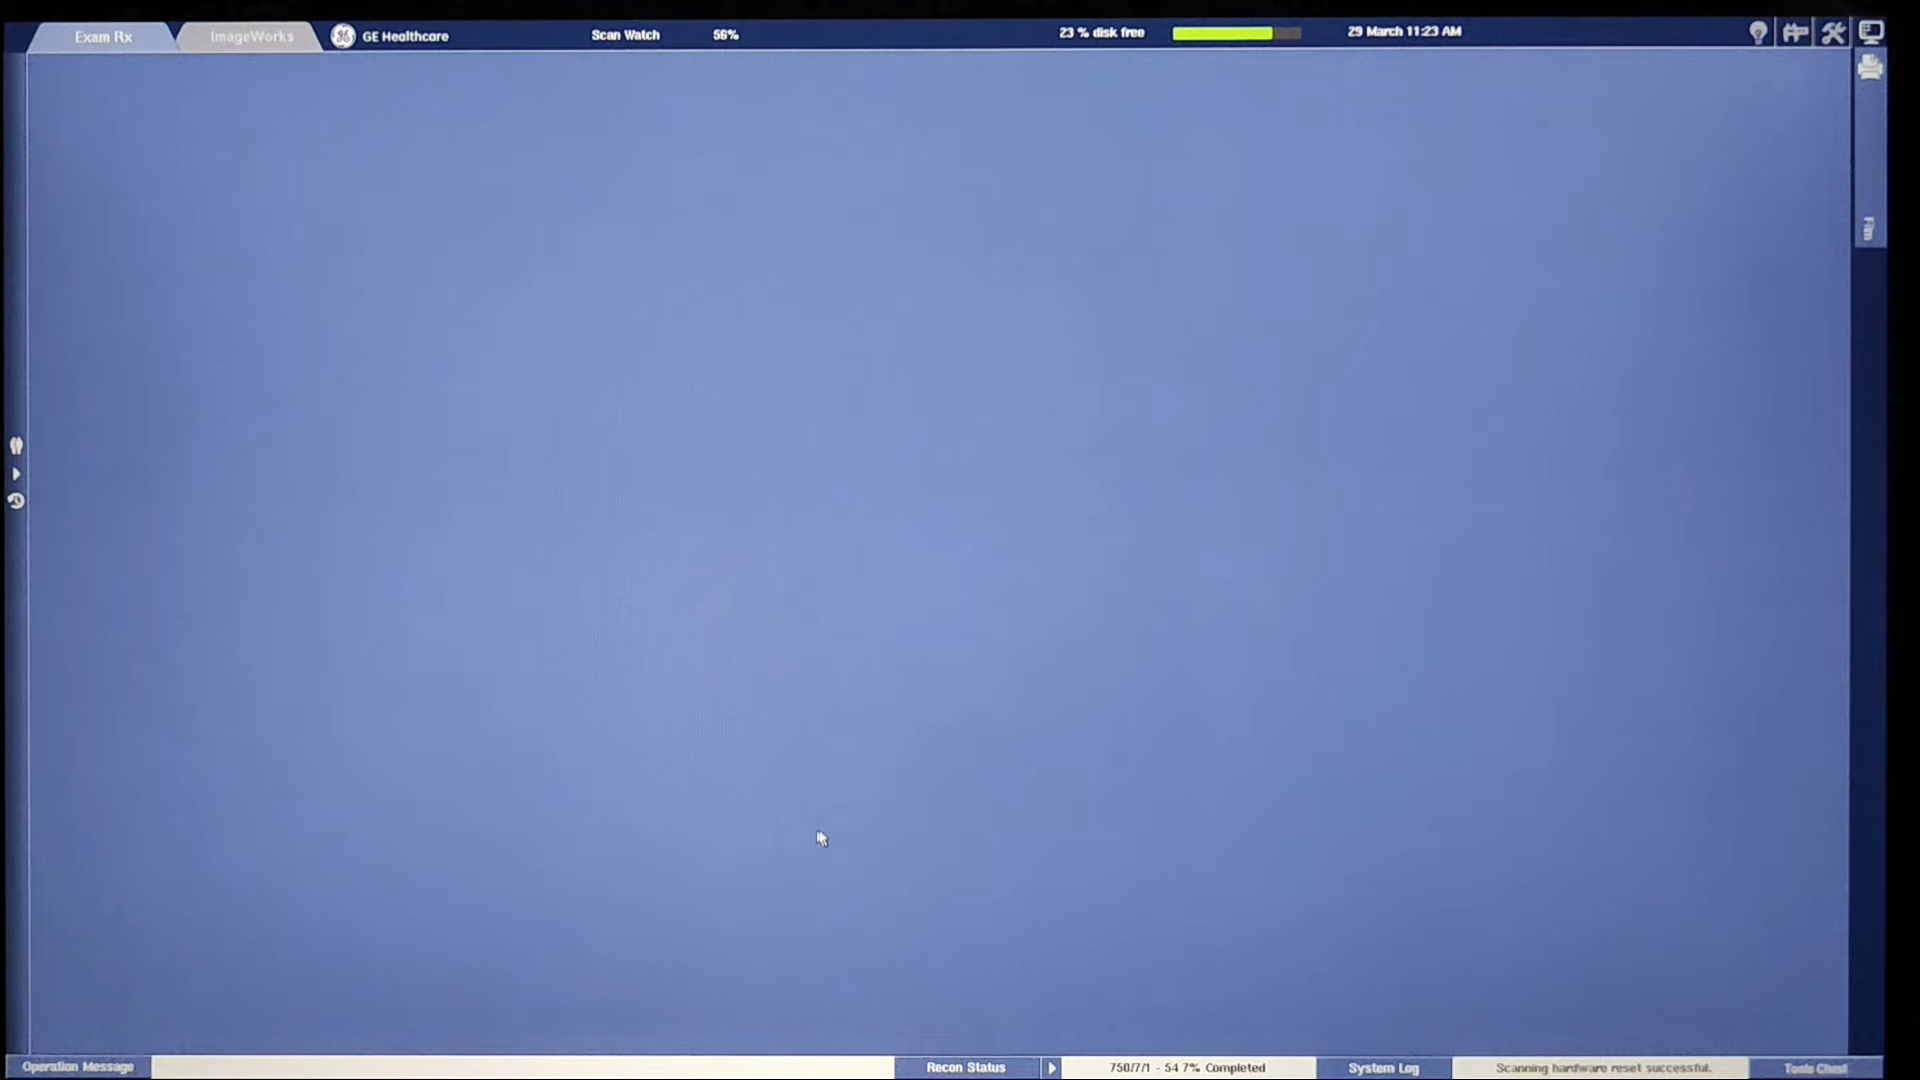 Exam Rx
ImageWorks
GE Healthcare
Scan Watch 56%
23 % disk free
29 March 11:23 AM
Film
Operation Message
Recon Status
750/7/1 - 54 7% Completed
System Log
Scanning hardware reset successful.
Tools Chest